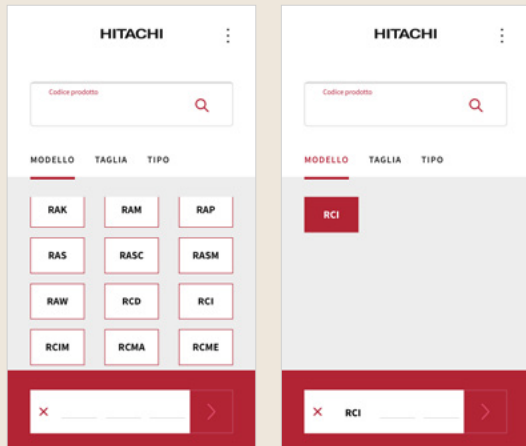 HITACHI
Codice prodotto
MODELLO TAGLIA TIPO
RAK RAM RAP
RAS RASC RASM
RAW RCD RCI
RCIM RCMA RCME
HITACHI
Codice prodotto
MODELLO TAGLIA TIPO
RCI
RCI